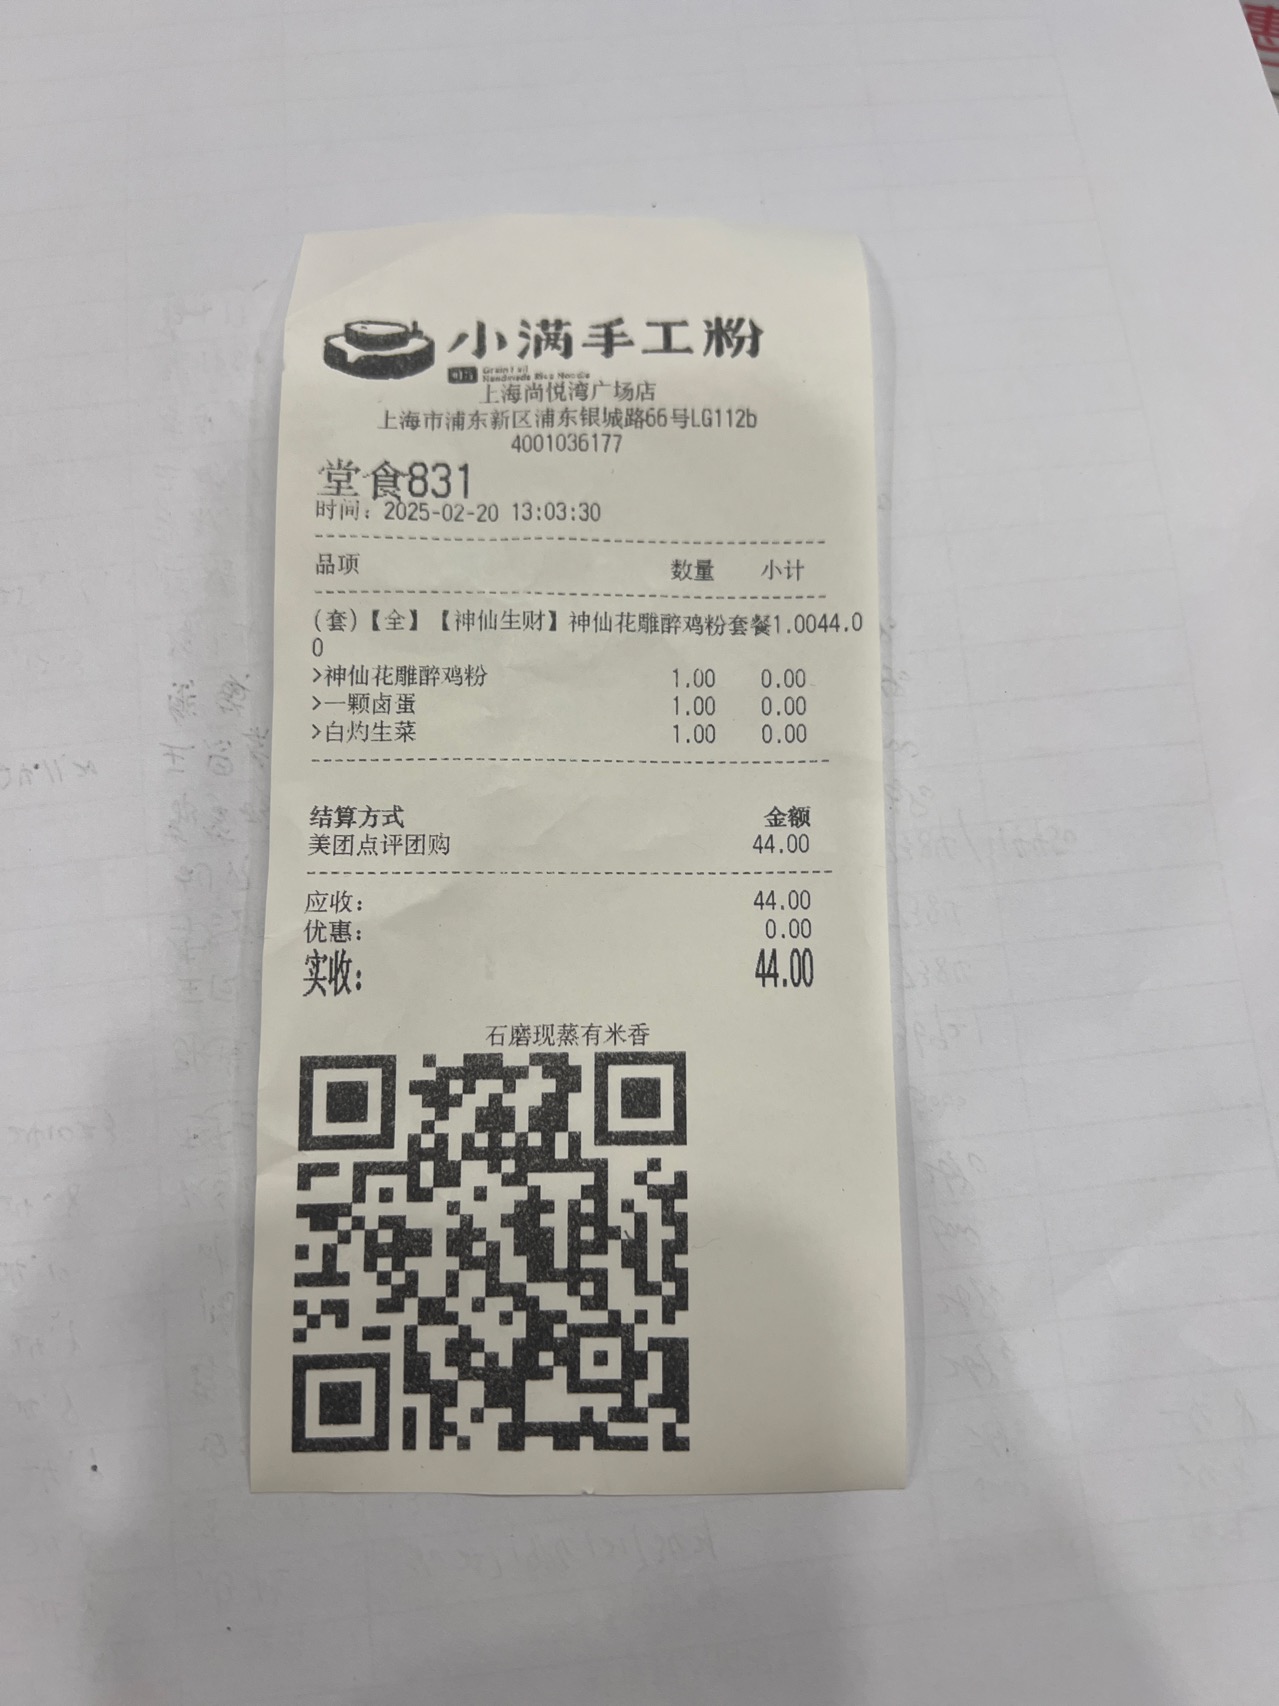 小满手工粉
Grain Full
Handmade Rice Noodle
上海尚悦湾广场店
上海市浦东新区浦东银城路66号LG112b
4001036177
堂食831
时间：2025-02-20 13:03:30
品项 数量 小计
(套)【全】【神仙生财】神仙花雕醉鸡粉套餐1.0044.0
0
>神仙花雕醉鸡粉 1.00 0.00
>一颗卤蛋 1.00 0.00
>白灼生菜 1.00 0.00
结算方式 金额
美团点评团购 44.00
应收： 44.00
优惠： 0.00
实收： 44.00
石磨现蒸有米香
惠